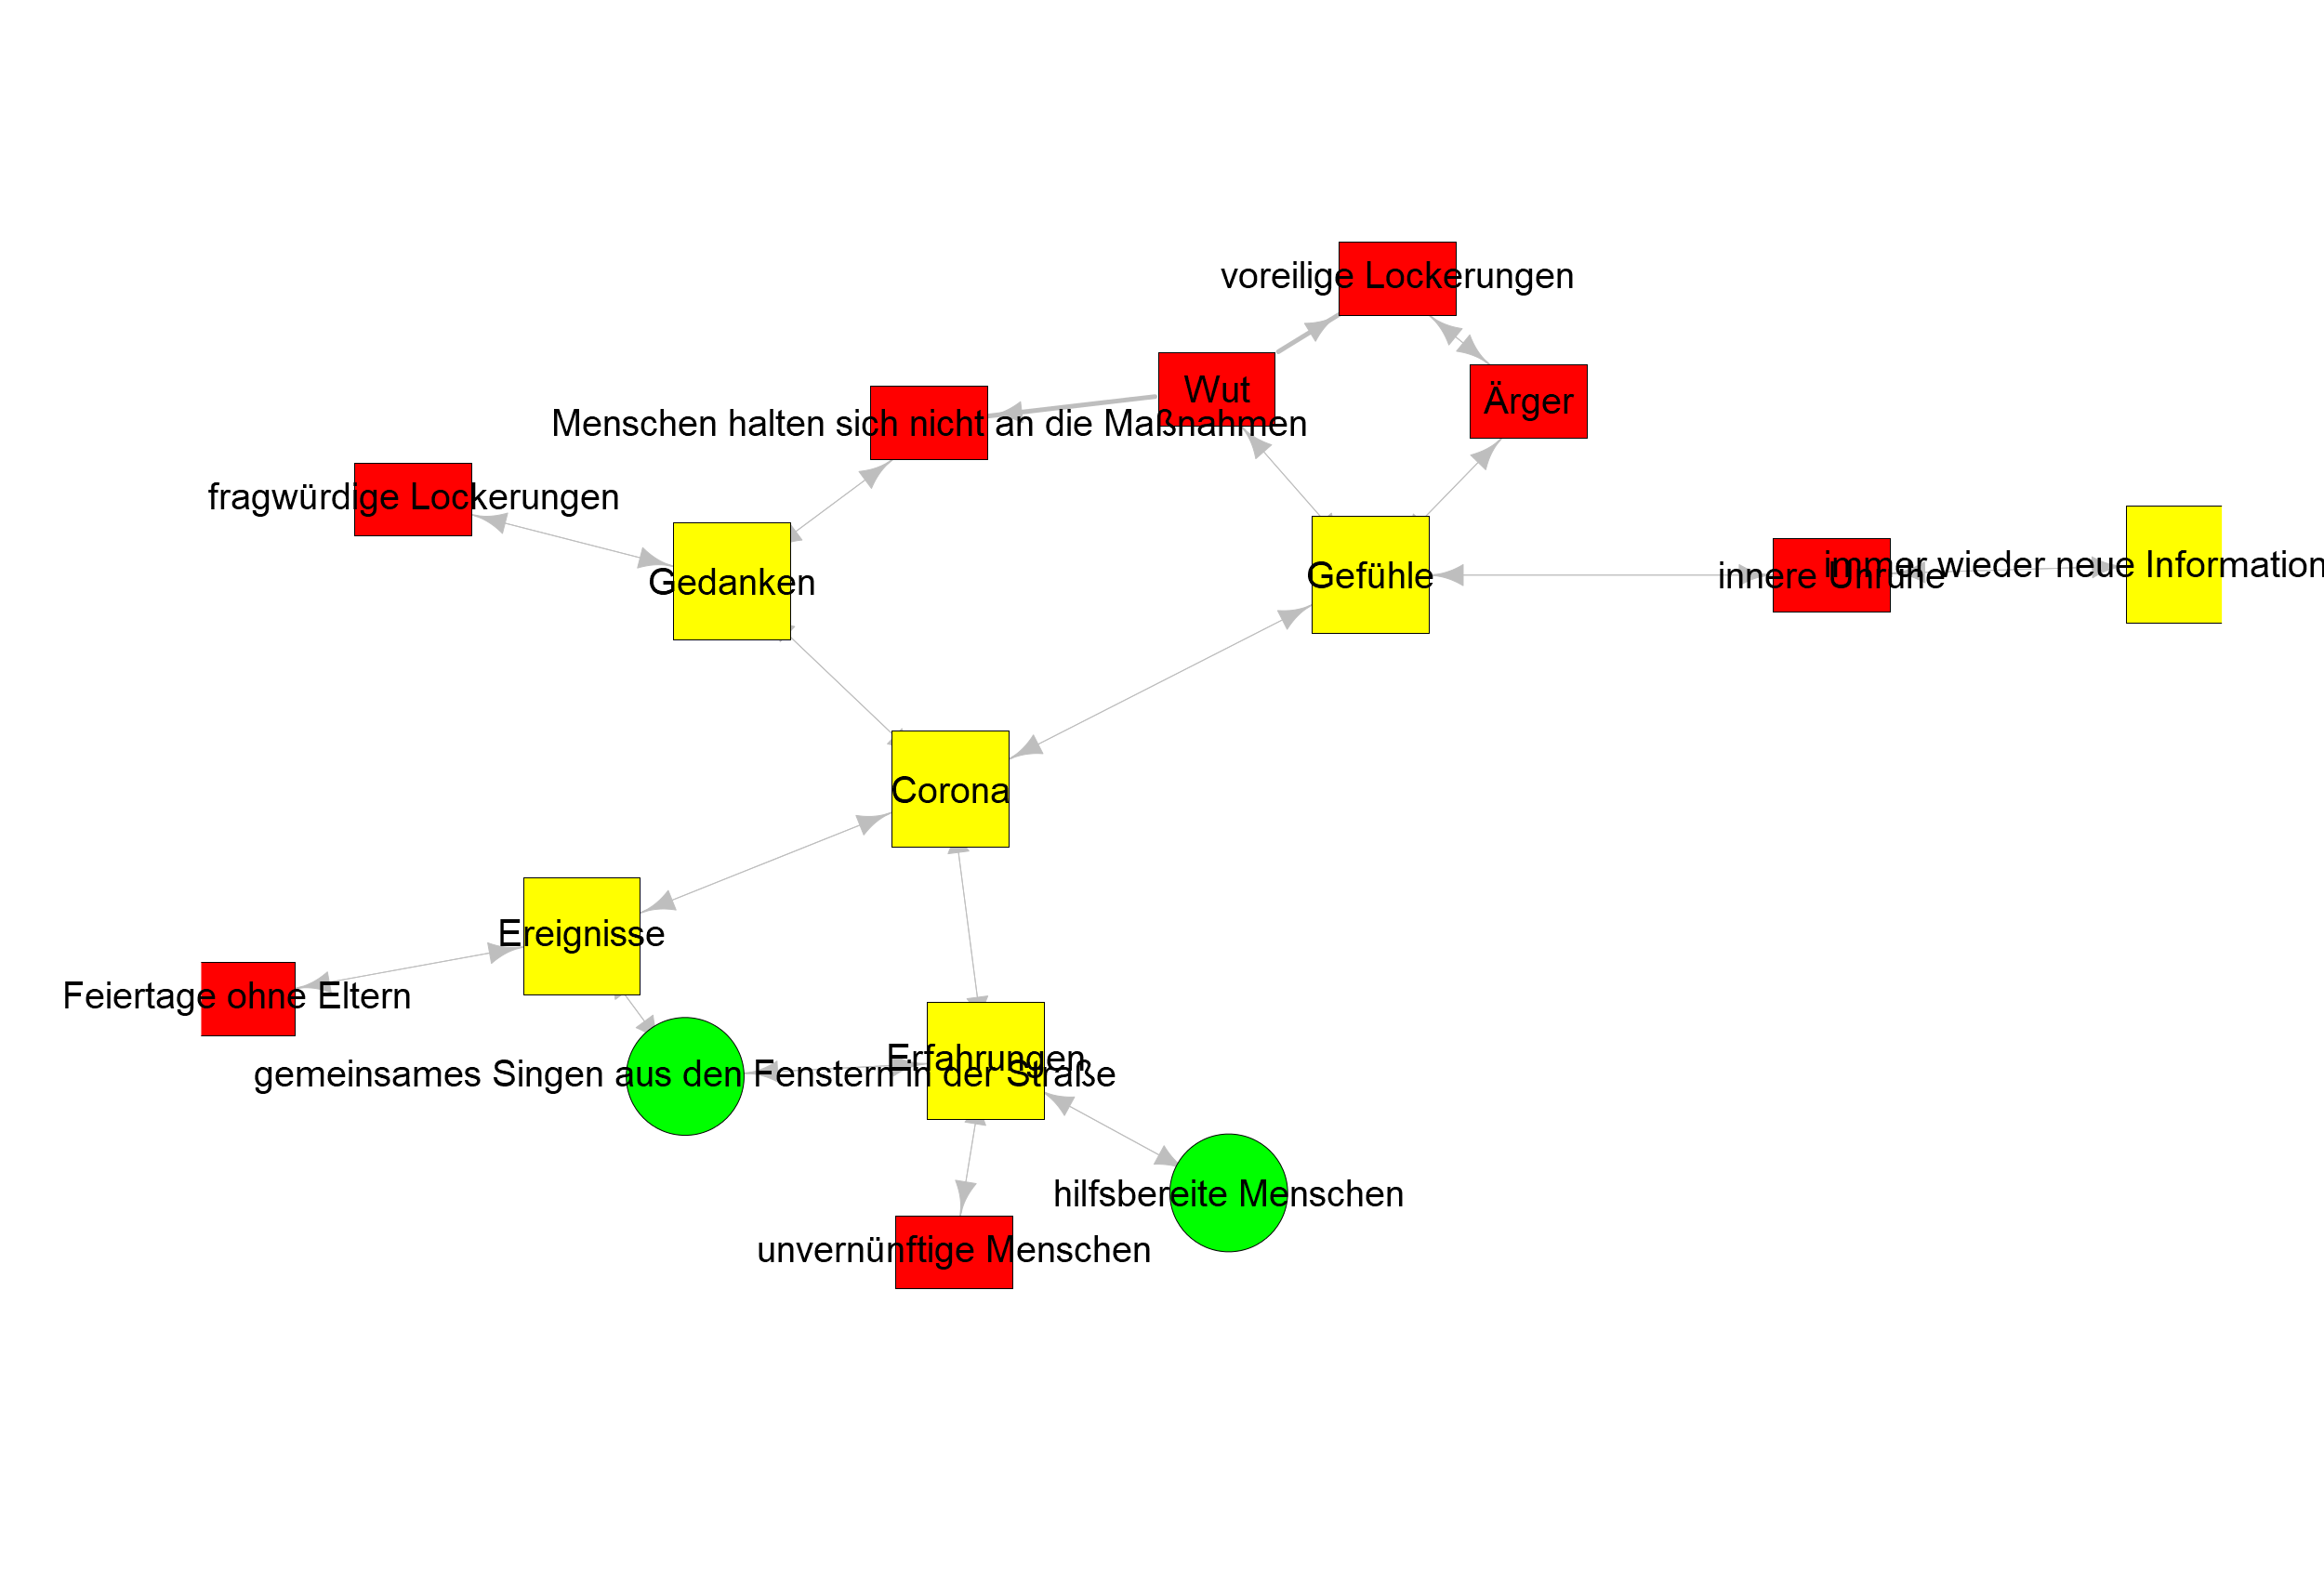 voreilige Lockerungen
Wut
Ärger
Menschen halten sich nicht an die Maßnahmen
fragwürdige Lockerungen
Gedanken
Gefühle
innere Unruhe
immer wieder neue Information
Corona
Ereignisse
Feiertage ohne Eltern
Erfahrungen
gemeinsames Singen aus den Fenstern in der Straße
hilfsbereite Menschen
unvernünftige Menschen